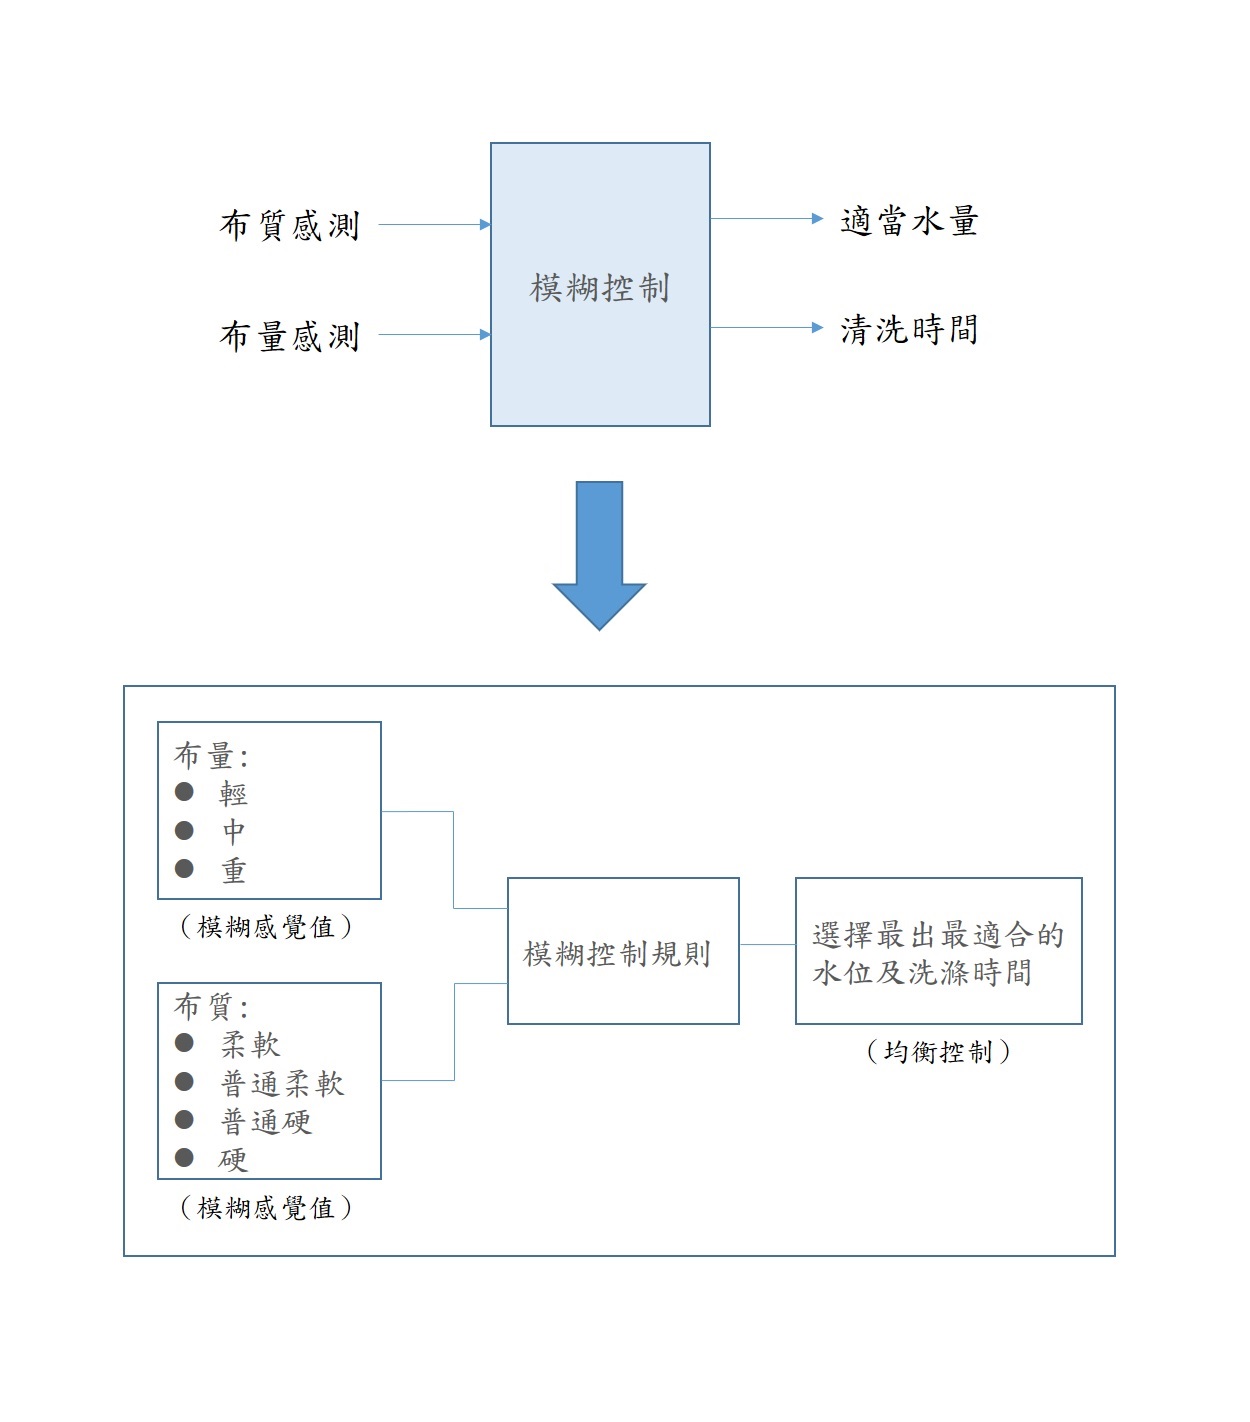 布質感測
布量感測
模糊控制
適當水量
清洗時間
布量:
● 輕
● 中
● 重
（模糊感覺值）
布質:
● 柔軟
● 普通柔軟
● 普通硬
● 硬
（模糊感覺值）
模糊控制規則
選擇最出最適合的
水位及洗滌時間
（均衡控制）